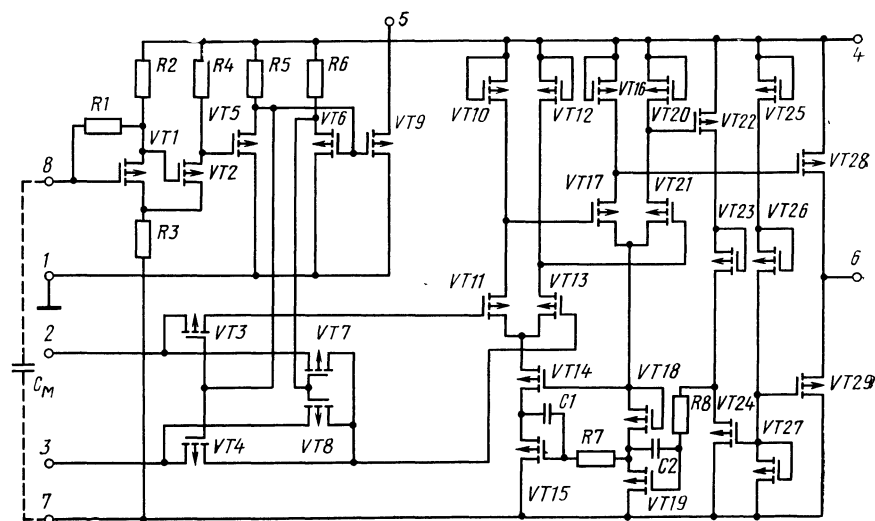 5
4
R2
R4
R5
R6
R1
VT1
VT5
VT6
VT9
VT10
VT12
VT16
VT20
VT22
VT25
8
VT2
VT28
VT17
VT21
VT23
VT26
R3
1
6
VT11
VT13
2
VT3
VT7
VT14
VT18
VT29
Cм
C1
R8
VT24
R7
C2
VT27
3
VT4
VT8
7
VT15
VT19